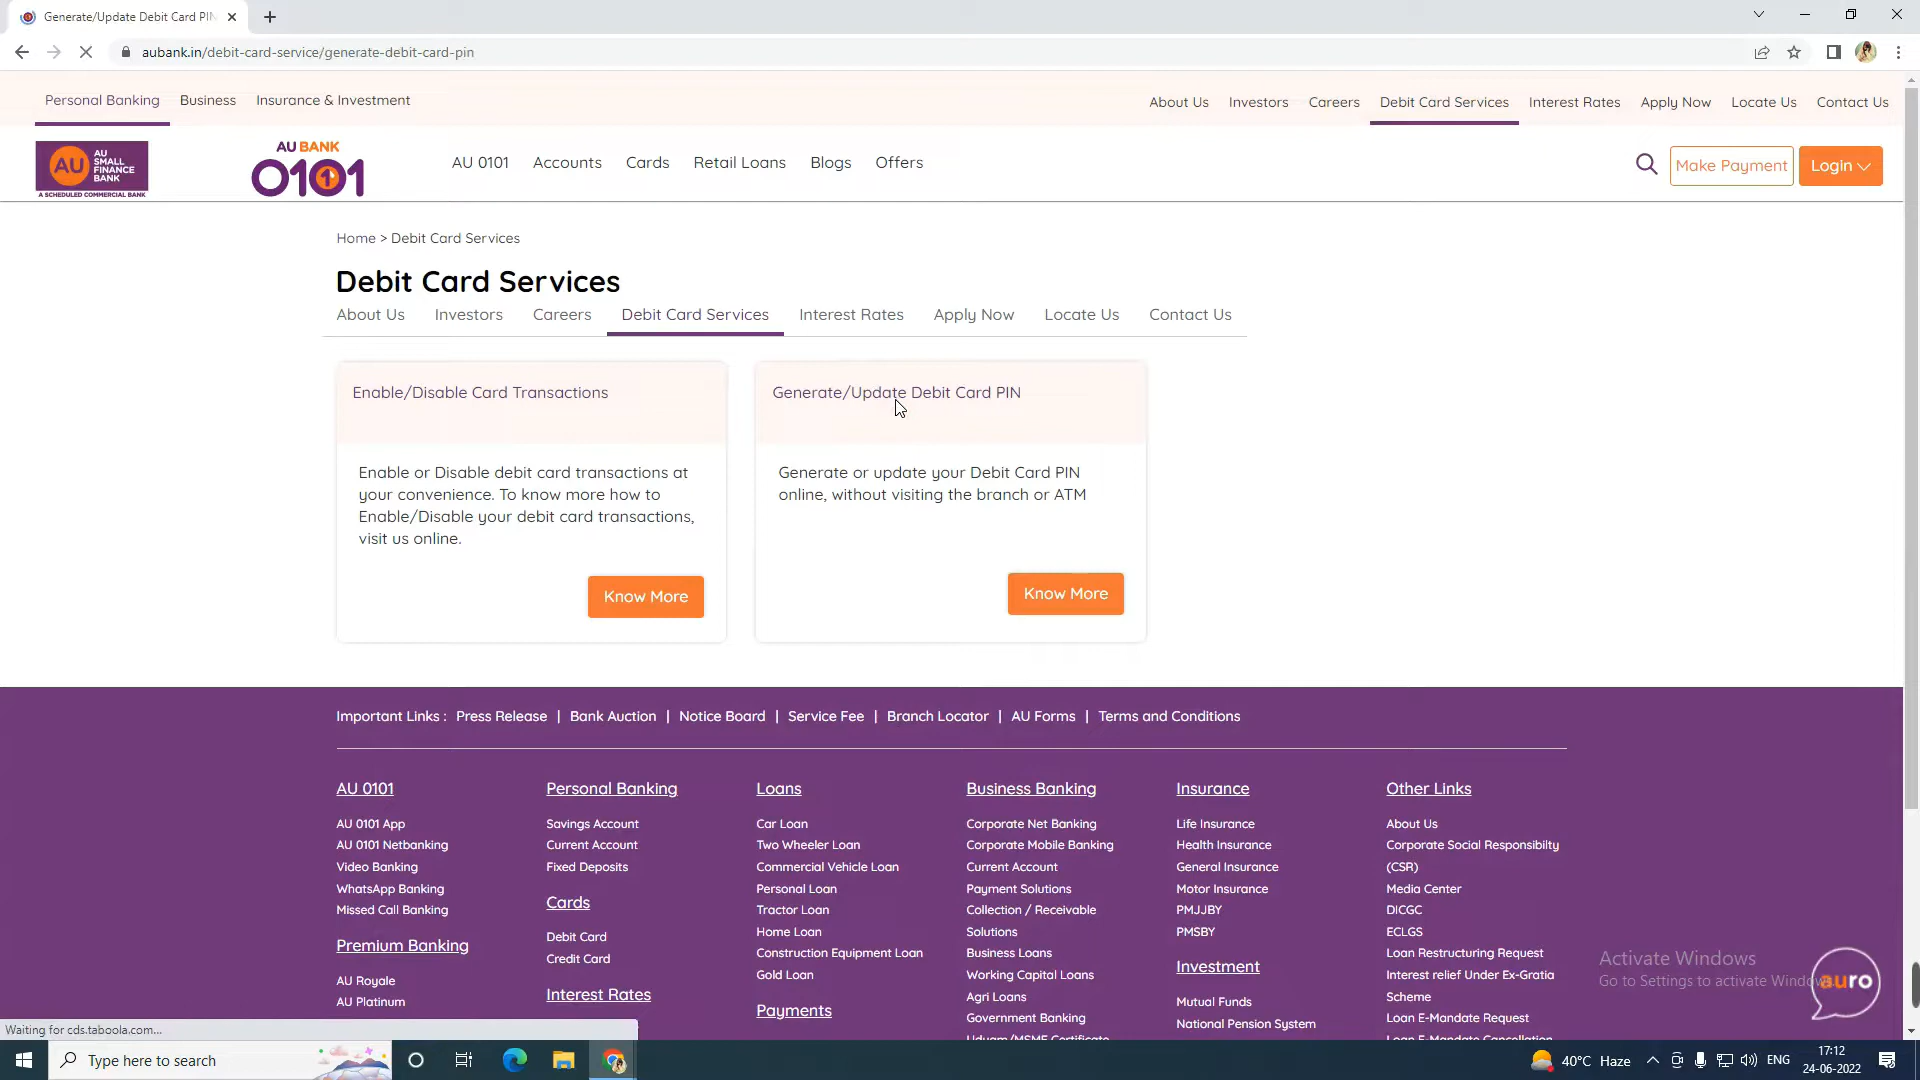 Generate/Update Debit Card PIN
aubank.in/debit-card-service/generate-debit-card-pin
Personal Banking Business Insurance & Investment
About Us Investors Careers Debit Card Services Interest Rates Apply Now Locate Us Contact Us
AU
AU SMALL FINANCE BANK
A SCHEDULED COMMERCIAL BANK
AU BANK
0101
AU 0101 Accounts Cards Retail Loans Blogs Offers
Make Payment
Login
Home > Debit Card Services
Debit Card Services
About Us Investors Careers Debit Card Services Interest Rates Apply Now Locate Us Contact Us
Enable/Disable Card Transactions
Enable or Disable debit card transactions at
your convenience. To know more how to
Enable/Disable your debit card transactions,
visit us online.
Know More
Generate/Update Debit Card PIN
Generate or update your Debit Card PIN
online, without visiting the branch or ATM
Know More
Important Links : Press Release | Bank Auction | Notice Board | Service Fee | Branch Locator | AU Forms | Terms and Conditions
AU 0101
AU 0101 App
AU 0101 Netbanking
Video Banking
WhatsApp Banking
Missed Call Banking
Premium Banking
AU Royale
AU Platinum
Personal Banking
Savings Account
Current Account
Fixed Deposits
Cards
Debit Card
Credit Card
Interest Rates
Loans
Car Loan
Two Wheeler Loan
Commercial Vehicle Loan
Personal Loan
Tractor Loan
Home Loan
Construction Equipment Loan
Gold Loan
Payments
Business Banking
Corporate Net Banking
Corporate Mobile Banking
Current Account
Payment Solutions
Collection / Receivable
Solutions
Business Loans
Working Capital Loans
Agri Loans
Government Banking
Udyam/MSME Certificate
Insurance
Life Insurance
Health Insurance
General Insurance
Motor Insurance
PMJJBY
PMSBY
Investment
Mutual Funds
National Pension System
Other Links
About Us
Corporate Social Responsibilty
(CSR)
Media Center
DICGC
ECLGS
Loan Restructuring Request
Interest relief Under Ex-Gratia
Scheme
Loan E-Mandate Request
Loan E-Mandate Cancellation
Activate Windows
Go to Settings to activate Windows
auro
Waiting for cds.taboola.com...
Type here to search
40°C Haze
ENG
17:12
24-06-2022